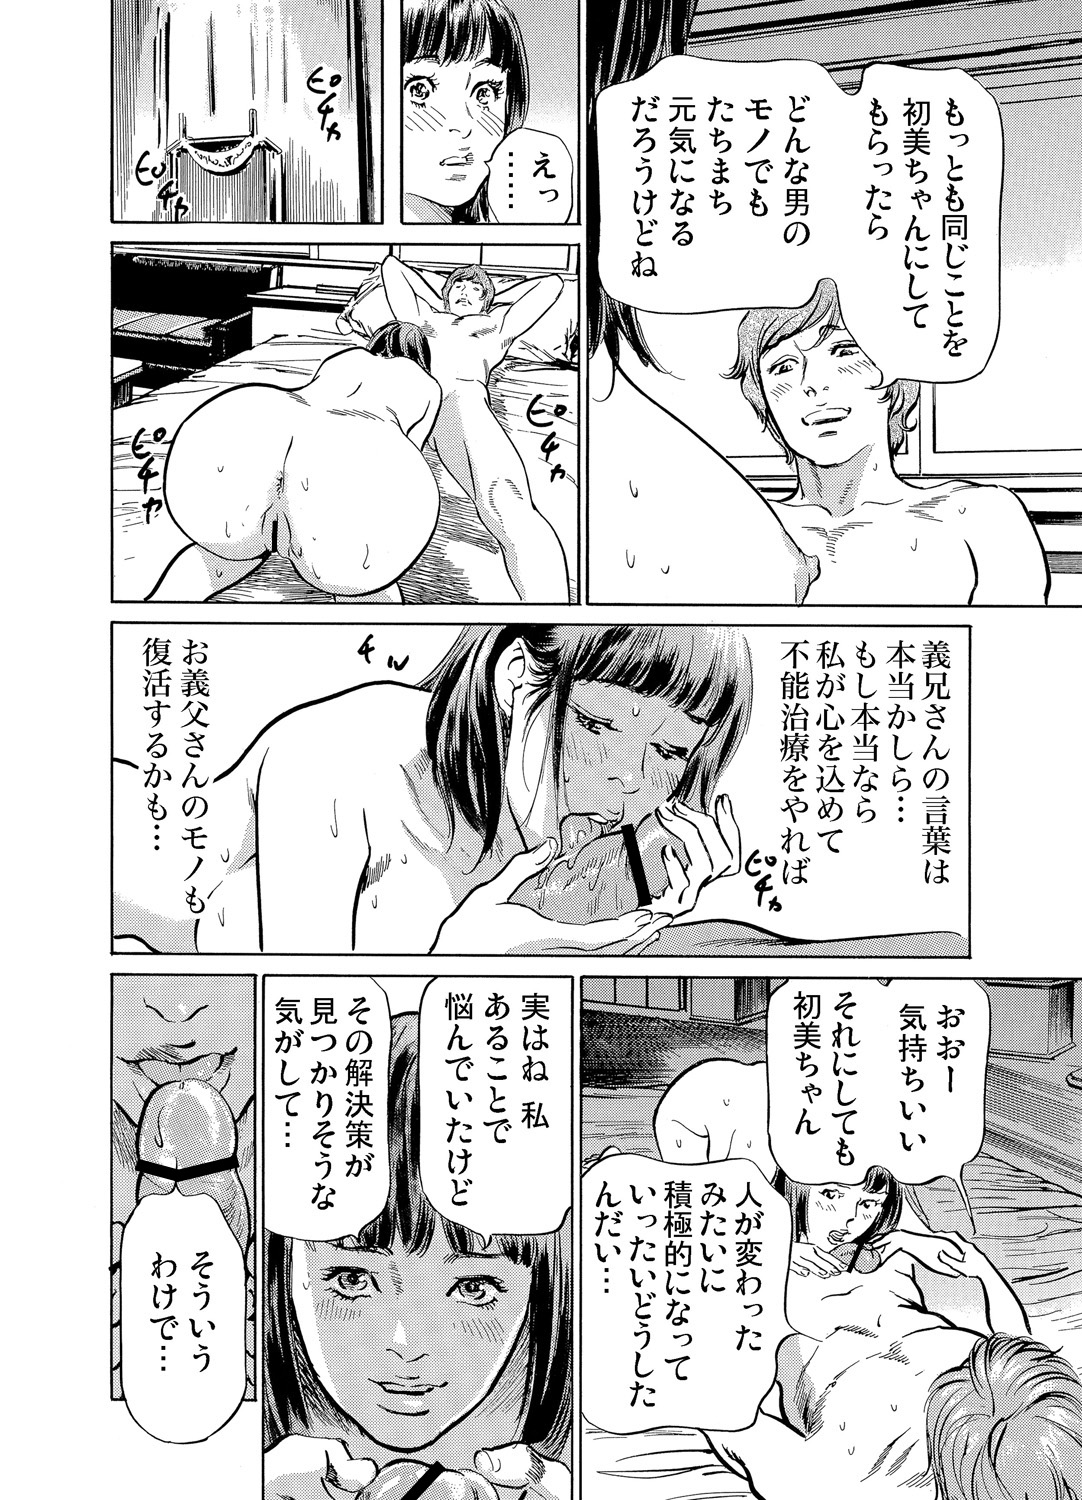 もっとも同じことを
初美ちゃんにして
もらったら
どんな男の
モノでも
たちまち
元気になる
だろうけどね
えっ
……
ピチャ
ピチャ
ピチャ
ピチャ
義兄さんの言葉は
本当かしら…
もし本当なら
私が心を込めて
不能治療をやれば
チル
ピチャ
お義父さんのモノも
復活するかも…
おおー
気持ちいい
それにしても
初美ちゃん
人が変わった
みたいに
積極的になって
いったいどうした
んだい…
実はね 私
あることで
悩んでいたけど
その解決策が
見つかりそうな
気がして…
そういう
わけで…